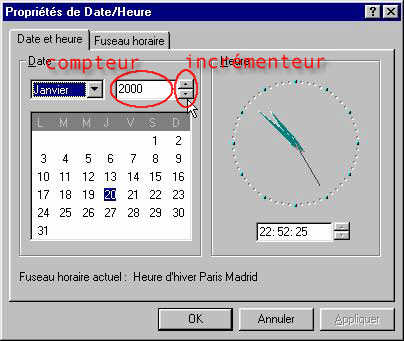 Propriétés de Date/Heure
Date et heure Fuseau horaire
Date compteur incrémenteur Heure
Janvier 2000
L M M J V S D
1 2
3 4 5 6 7 8 9
10 11 12 13 14 15 16
17 18 19 20 21 22 23
24 25 26 27 28 29 30
31
22: 52: 25
Fuseau horaire actuel : Heure d'hiver Paris Madrid
OK Annuler Appliquer